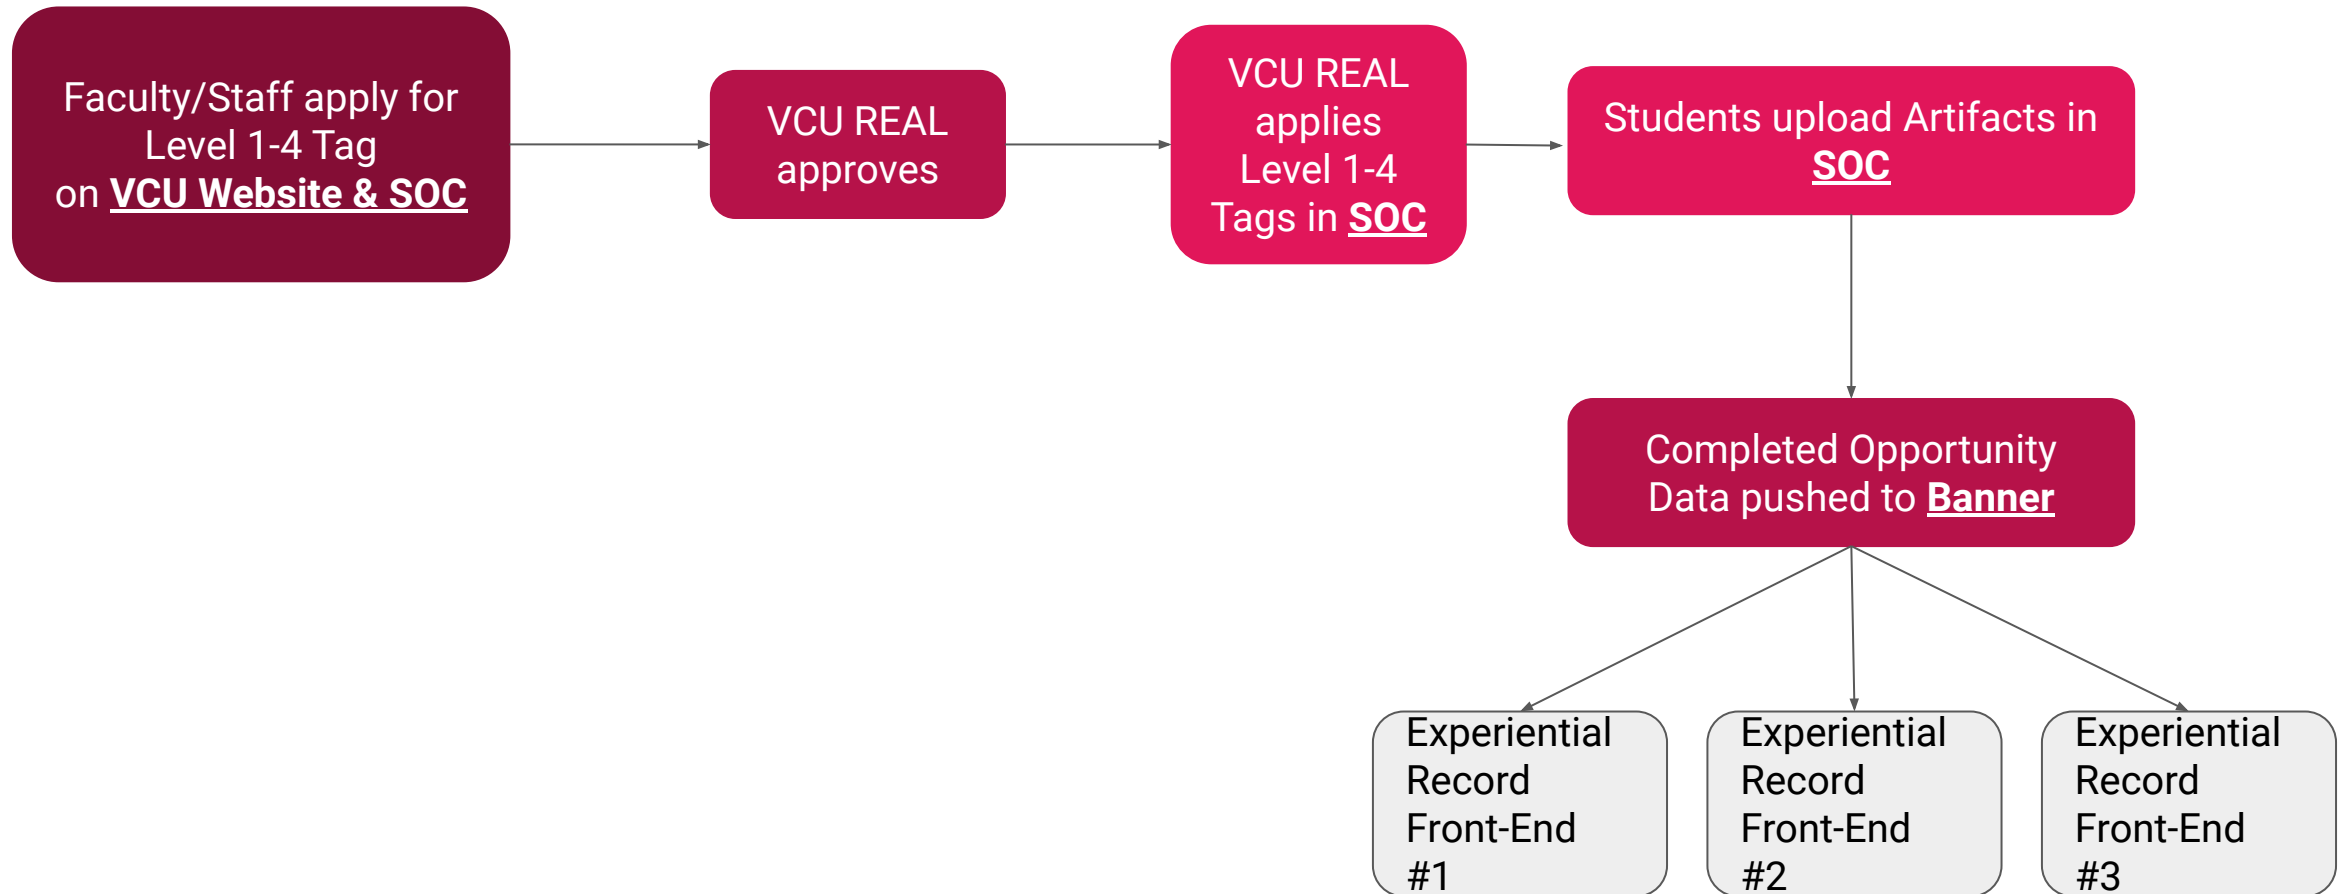 Faculty/Staff apply for
Level 1-4 Tag
on VCU Website & SOC
VCU REAL
approves
VCU REAL
applies
Level 1-4
Tags in SOC
Students upload Artifacts in
SOC
Completed Opportunity
Data pushed to Banner
Experiential
Record
Front-End
#1
Experiential
Record
Front-End
#2
Experiential
Record
Front-End
#3